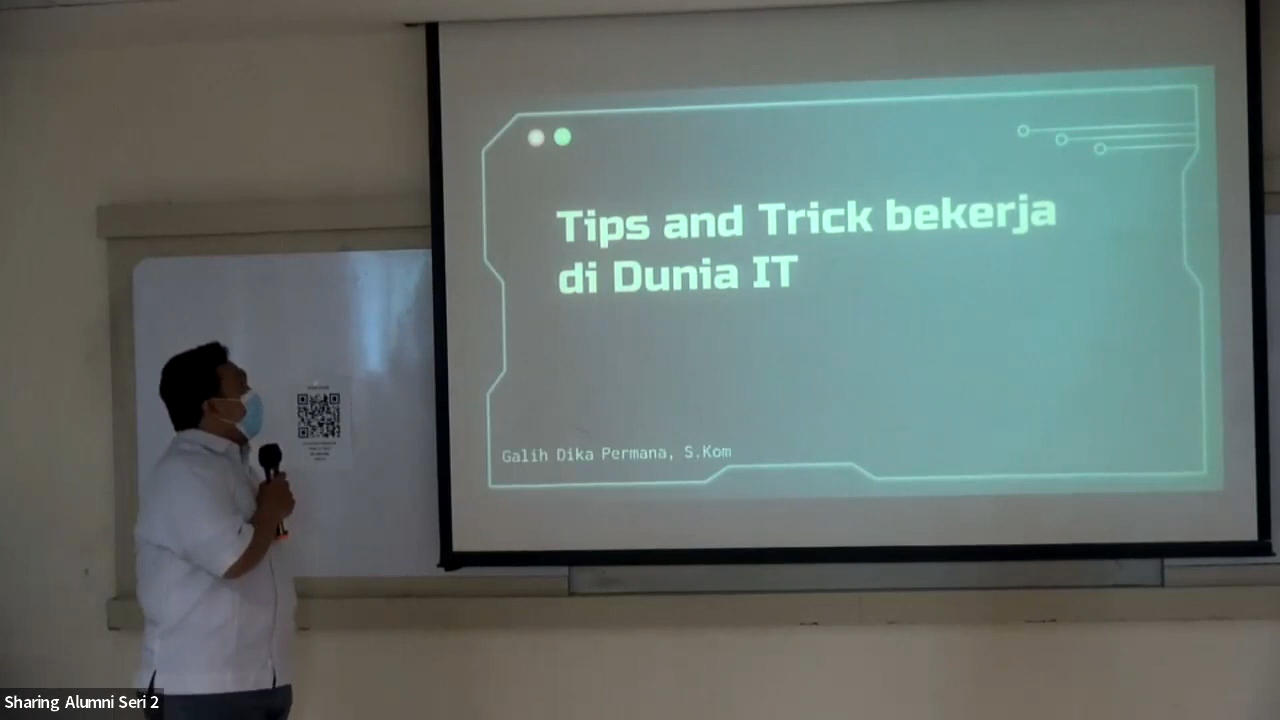 Tips and Trick bekerja
di Dunia IT
Galih Dika Permana, S.Kom
Sharing Alumni Seri 2